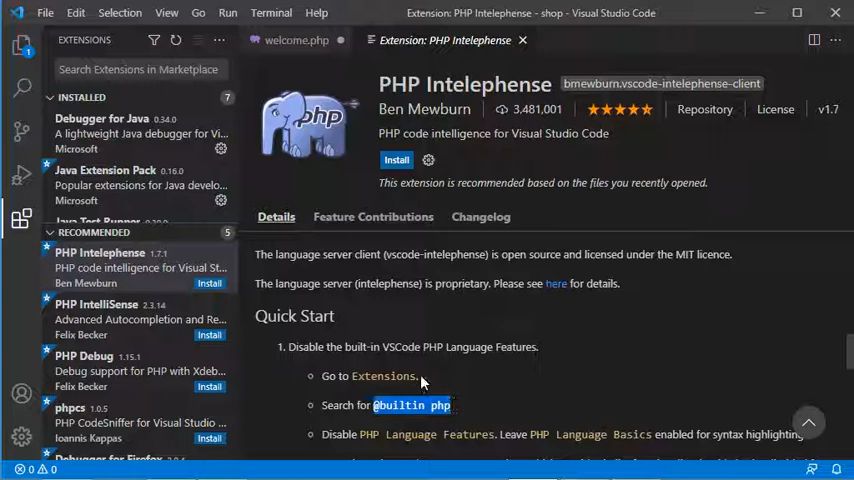 File Edit Selection View Go Run Terminal Help Extension: PHP Intelephense - shop - Visual Studio Code
EXTENSIONS
welcome.php
Extension: PHP Intelephense
1
Search Extensions in Marketplace
INSTALLED 7
Debugger for Java 0.34.0
A lightweight Java debugger for Vi...
Microsoft
Java Extension Pack 0.16.0
Popular extensions for Java develo...
Microsoft
Java Test Runner
RECOMMENDED 5
PHP Intelephense 1.7.1
PHP code intelligence for Visual St...
Ben Mewburn Install
PHP IntelliSense 2.3.14
Advanced Autocompletion and Re...
Felix Becker Install
PHP Debug 1.15.1
Debug support for PHP with Xdeb...
Felix Becker Install
phpcs 1.0.5
PHP CodeSniffer for Visual Studio ...
Ioannis Kappas Install
Debugger for Firefox
php
PHP Intelephense bmewburn.vscode-intelephense-client
Ben Mewburn 3,481,001 Repository License v1.7
PHP code intelligence for Visual Studio Code
Install
This extension is recommended based on the files you recently opened.
Details Feature Contributions Changelog
The language server client (vscode-intelephense) is open source and licensed under the MIT licence.
The language server (intelephense) is proprietary. Please see here for details.
Quick Start
1. Disable the built-in VSCode PHP Language Features.
Go to Extensions.
Search for @builtin php
Disable PHP Language Features. Leave PHP Language Basics enabled for syntax highlighting
0 0